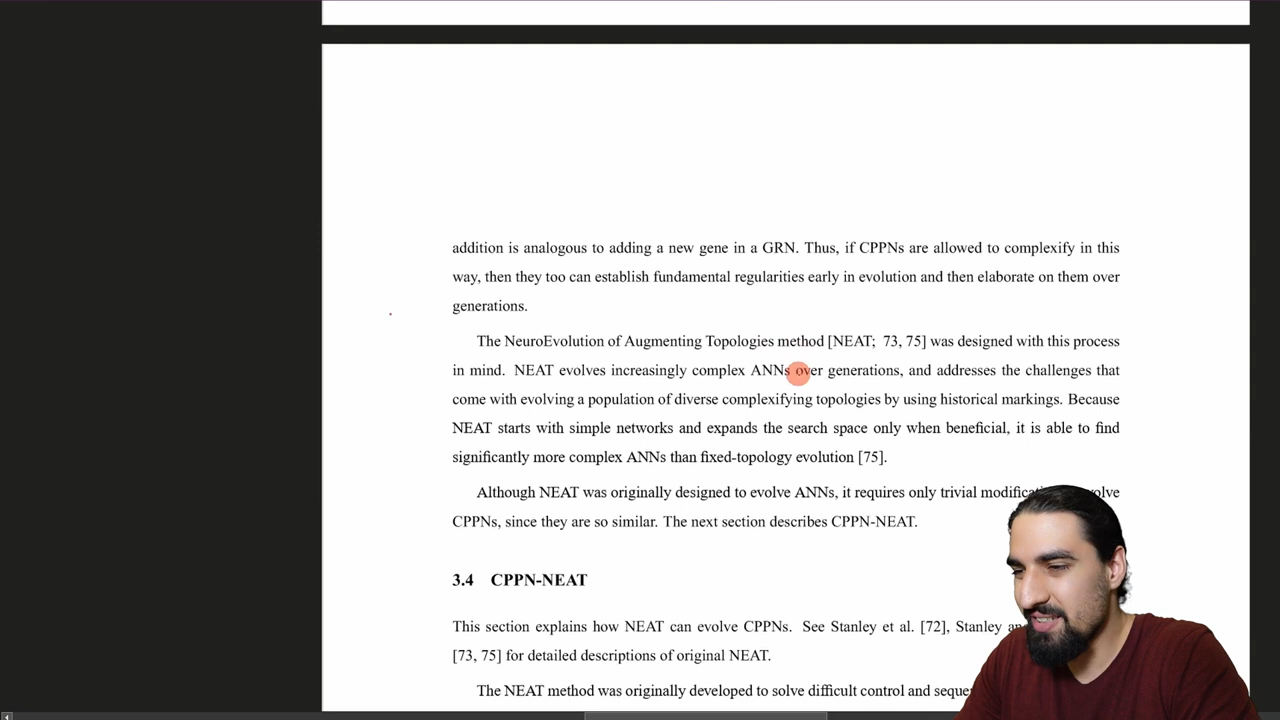 addition is analogous to adding a new gene in a GRN. Thus, if CPPNs are allowed to complexify in this
way, then they too can establish fundamental regularities early in evolution and then elaborate on them over
generations.
The NeuroEvolution of Augmenting Topologies method [NEAT; 73, 75] was designed with this process
in mind. NEAT evolves increasingly complex ANNs over generations, and addresses the challenges that
come with evolving a population of diverse complexifying topologies by using historical markings. Because
NEAT starts with simple networks and expands the search space only when beneficial, it is able to find
significantly more complex ANNs than fixed-topology evolution [75].
Although NEAT was originally designed to evolve ANNs, it requires only trivial
CPPNs, since they are so similar. The next section describes CPPN-NEAT.
3.4 CPPN-NEAT
This section explains how NEAT can evolve CPPNs. See Stanley et al. [72], Stanley
[73, 75] for detailed descriptions of original NEAT.
The NEAT method was originally developed to solve difficult control and